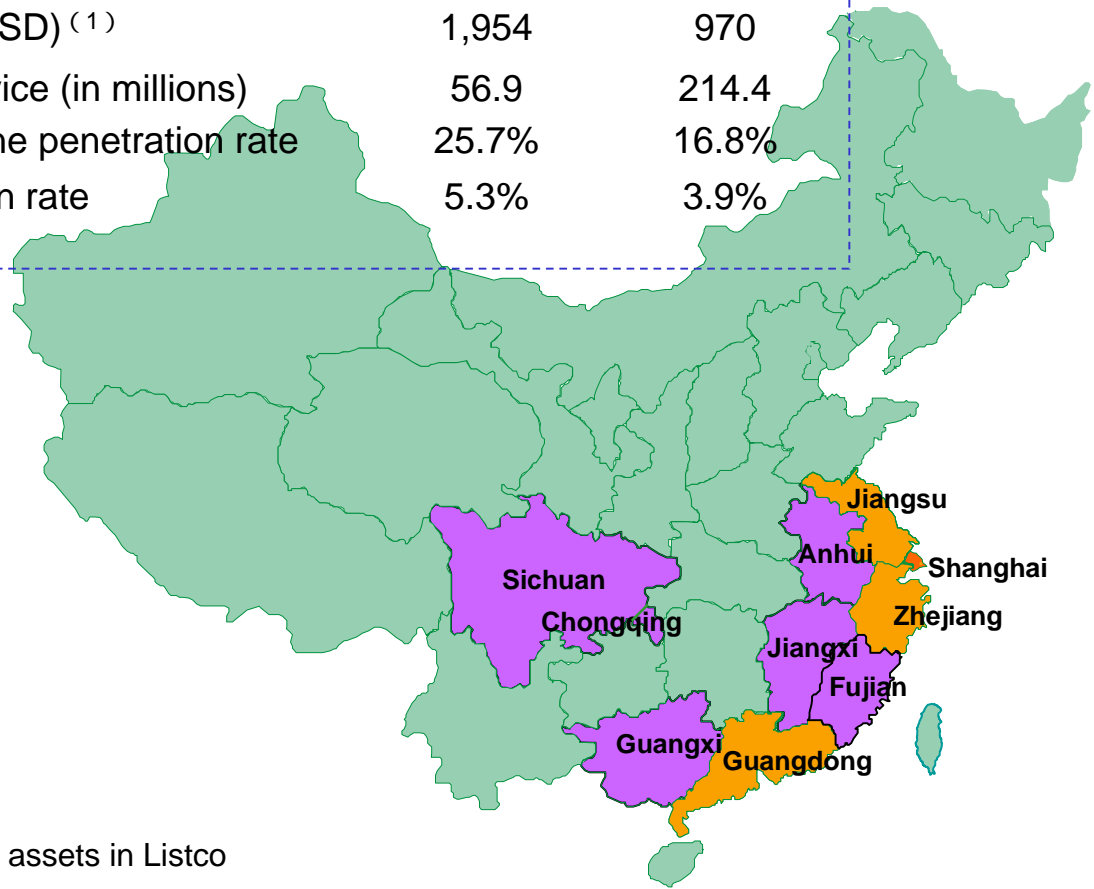 SD) (1) 1,954 970
ice (in millions) 56.9 214.4
ne penetration rate 25.7% 16.8%
n rate 5.3% 3.9%
Jiangsu
Anhui
Shanghai
Sichuan
Zhejiang
Chongqing
Jiangxi
Fujian
Guangxi
Guangdong
assets in Listco